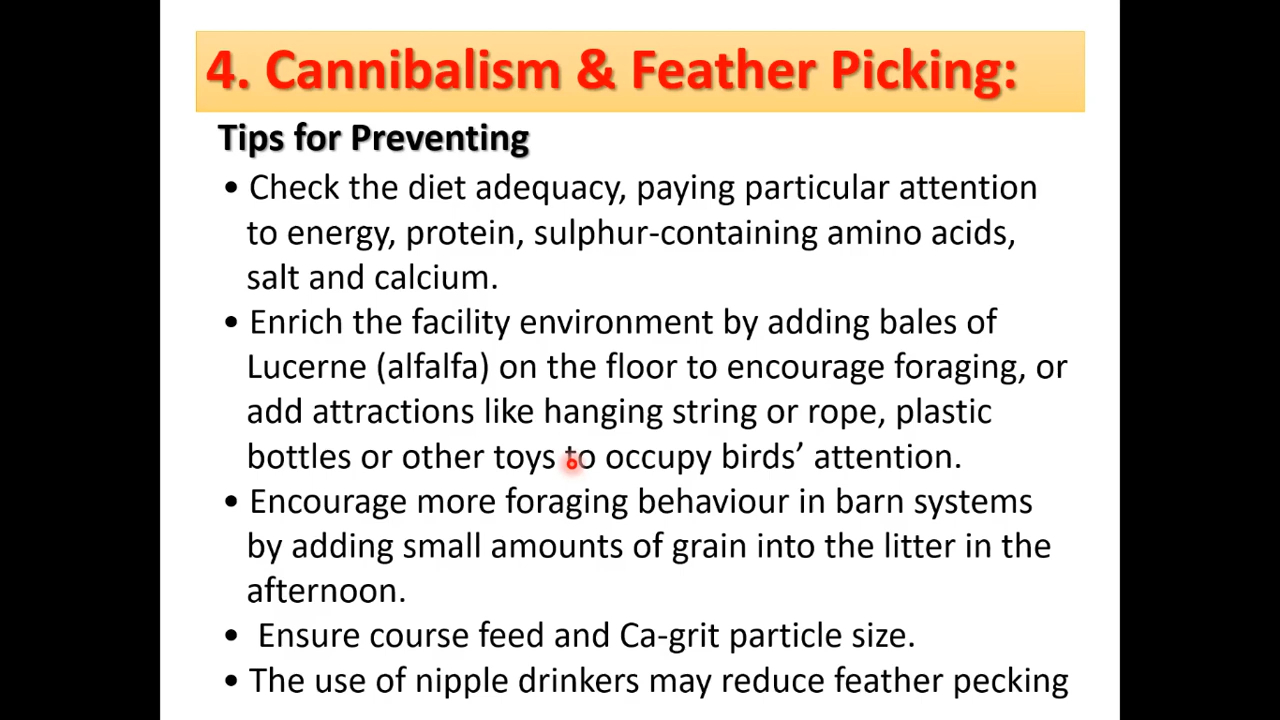 4. Cannibalism & Feather Picking:
Tips for Preventing
• Check the diet adequacy, paying particular attention
to energy, protein, sulphur-containing amino acids,
salt and calcium.
• Enrich the facility environment by adding bales of
Lucerne (alfalfa) on the floor to encourage foraging, or
add attractions like hanging string or rope, plastic
bottles or other toys to occupy birds’ attention.
• Encourage more foraging behaviour in barn systems
by adding small amounts of grain into the litter in the
afternoon.
• Ensure course feed and Ca-grit particle size.
• The use of nipple drinkers may reduce feather pecking